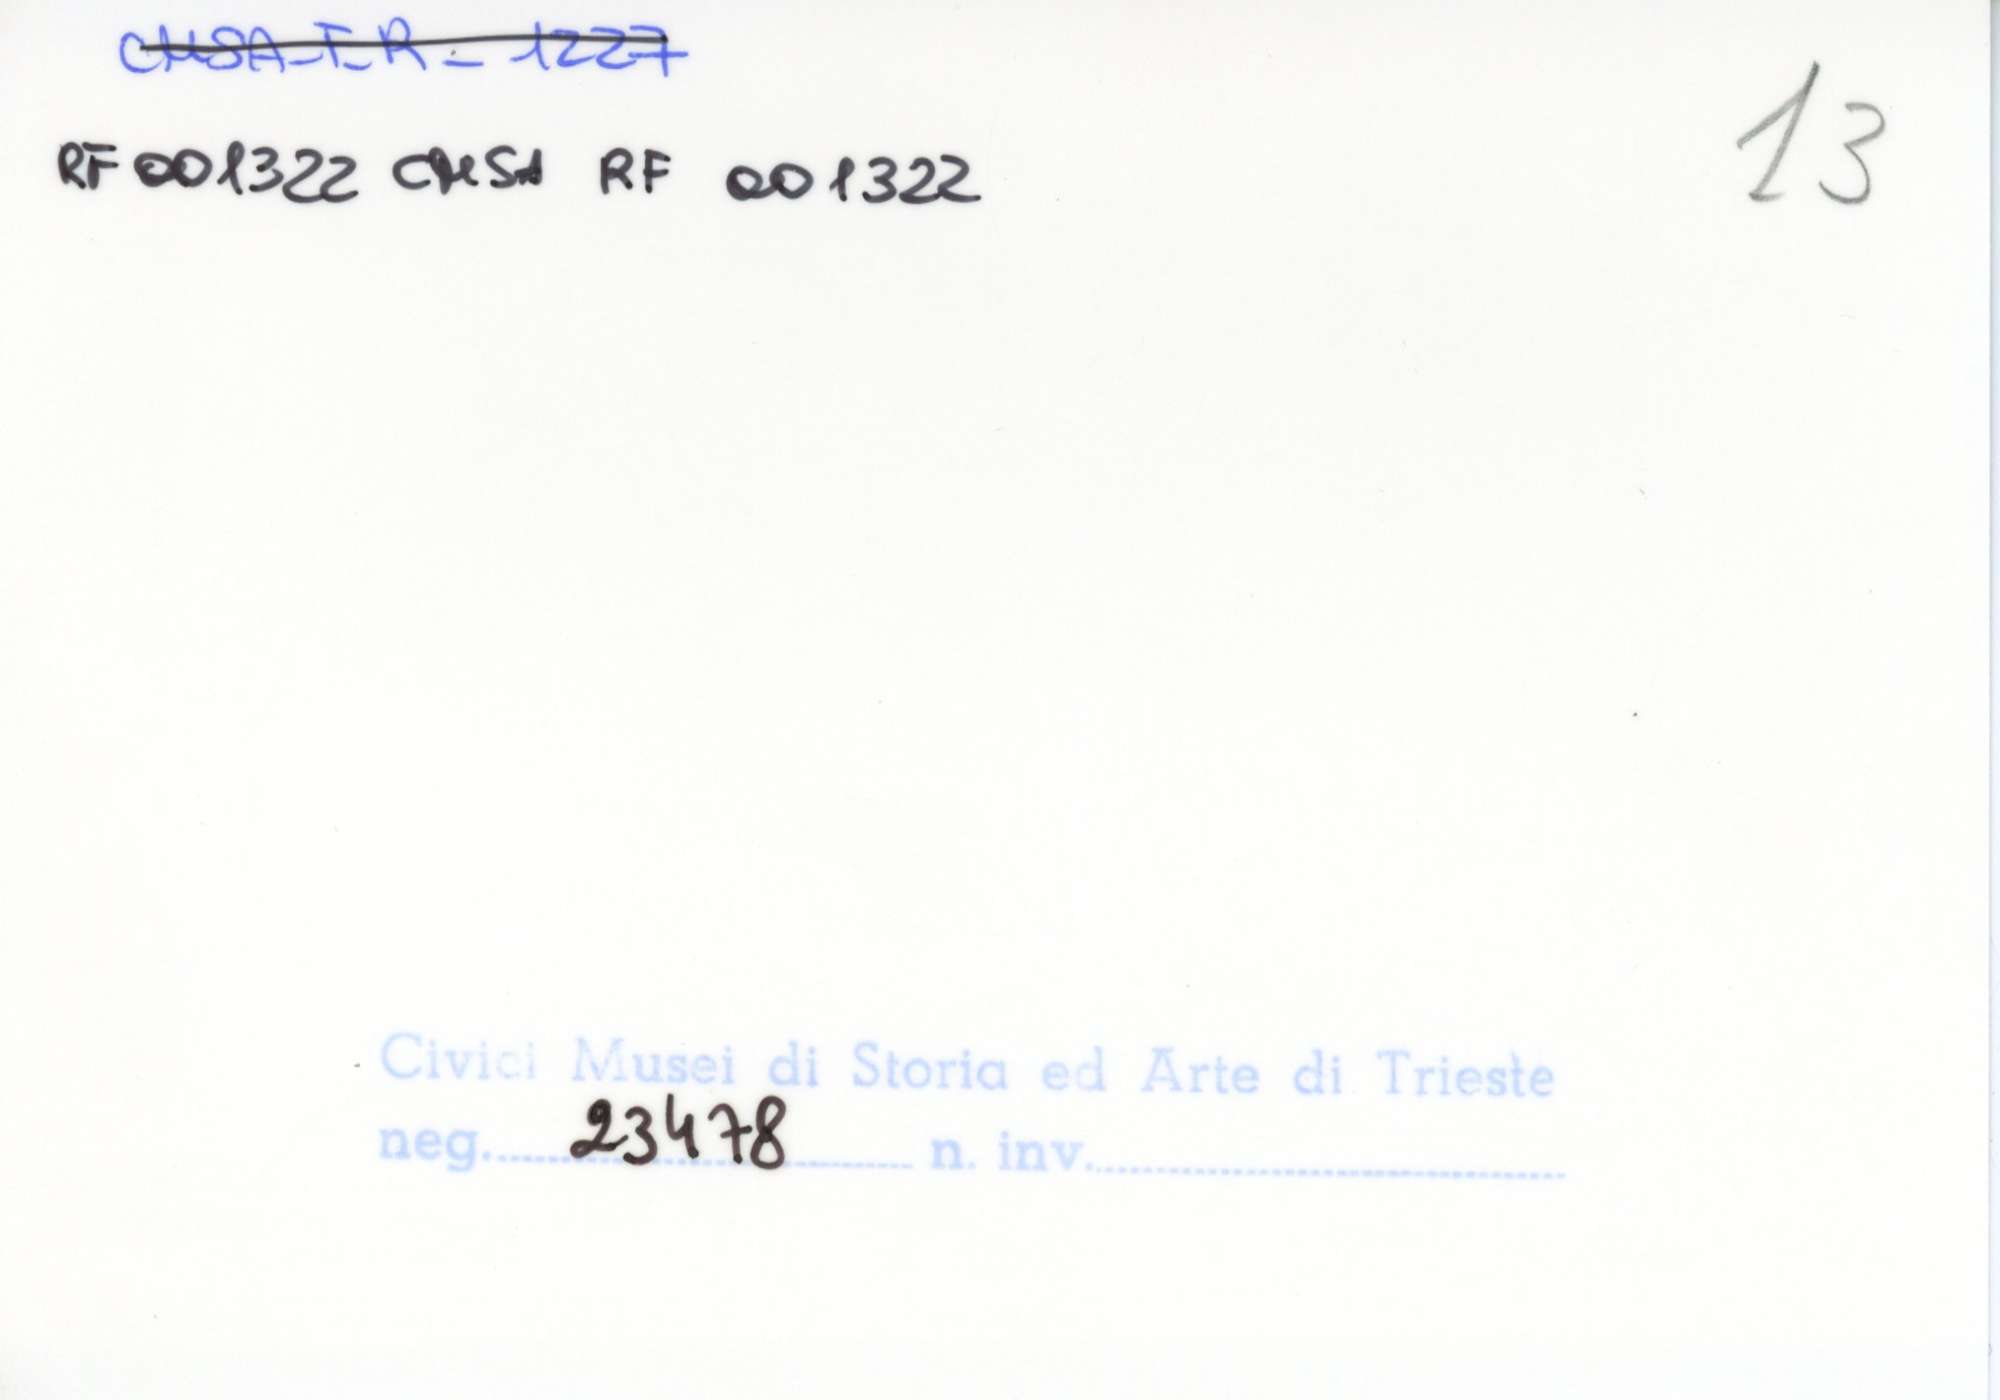 CMSA-F-R-1227
13
RF 001322 CMSA RF 001322
Civici Musei di Storia ed Arte di Trieste
neg. 23478 n. inv.